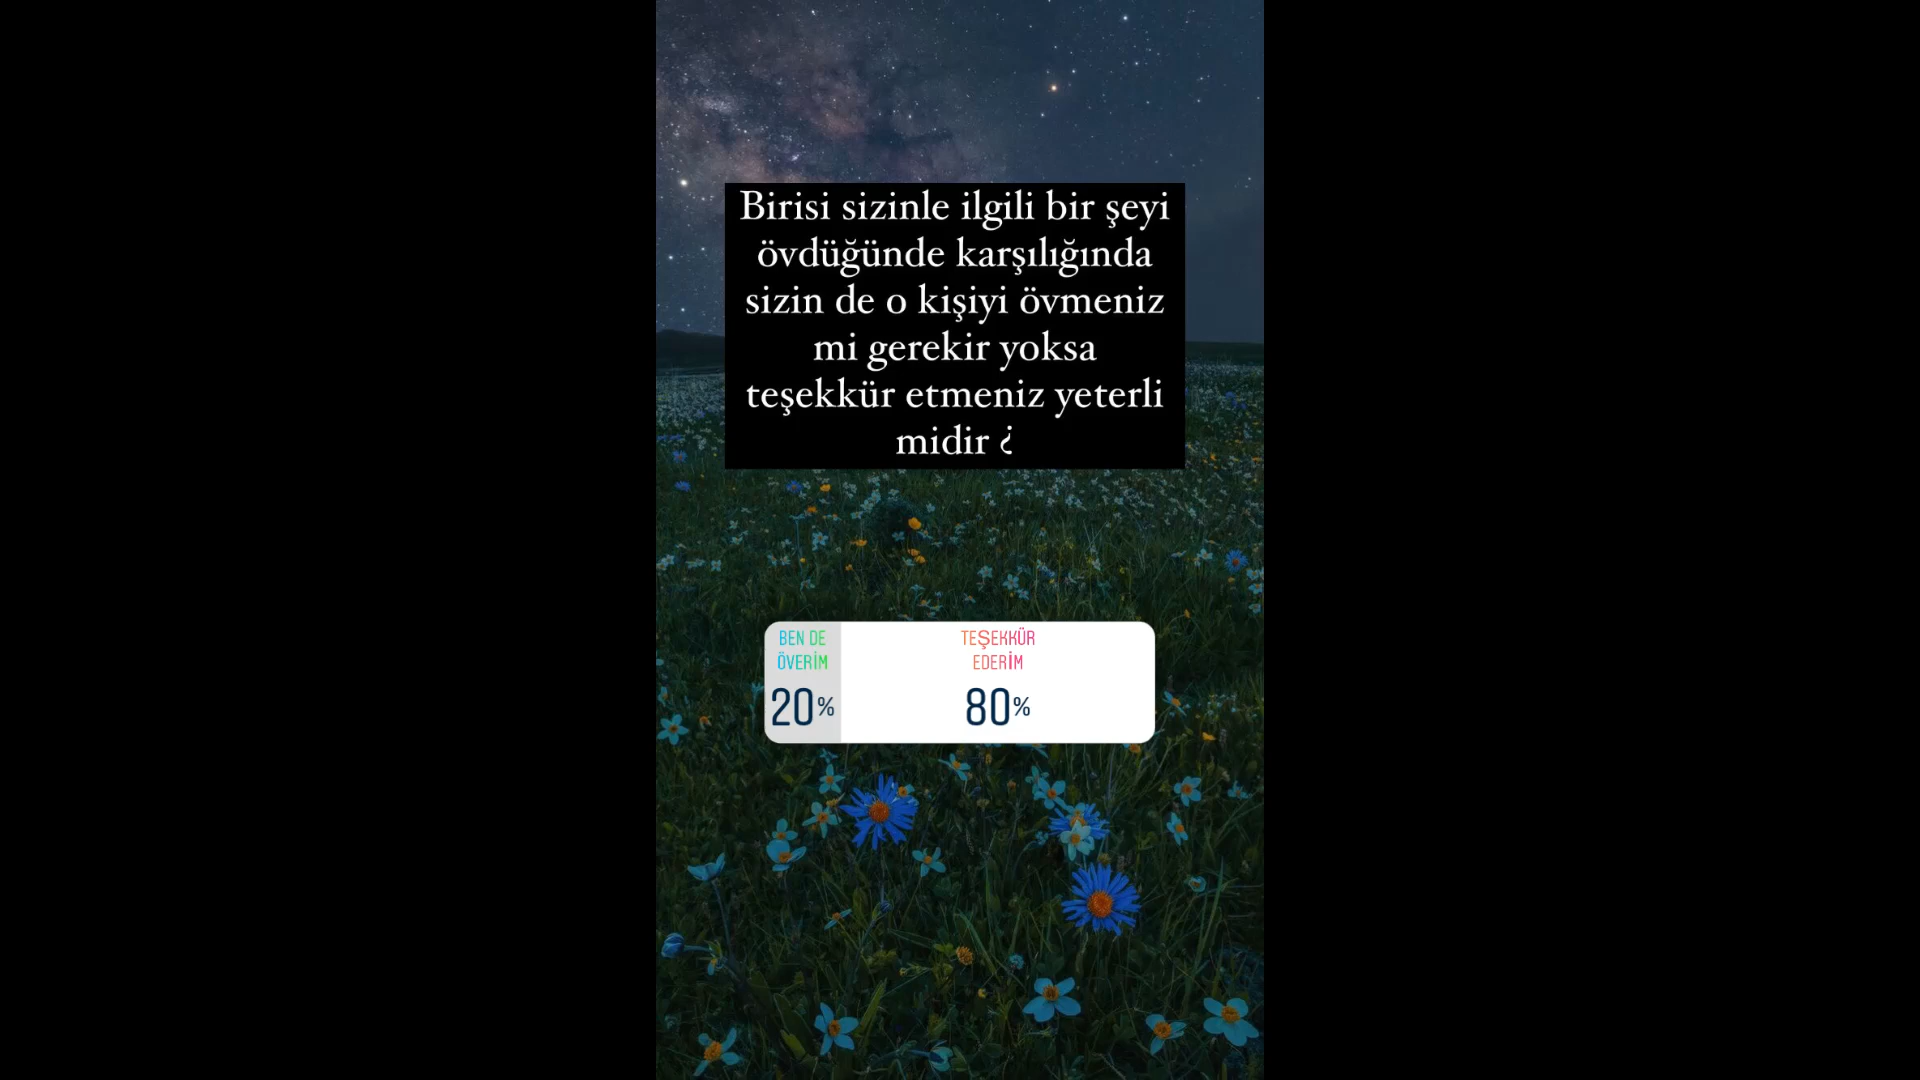 Birisi sizinle ilgili bir şeyi
övdüğünde karşılığında
sizin de o kişiyi övmeniz
mi gerekir yoksa
teşekkür etmeniz yeterli
midir ¿
BEN DE
ÖVERİM
20%
TEŞEKKÜR
EDERİM
80%